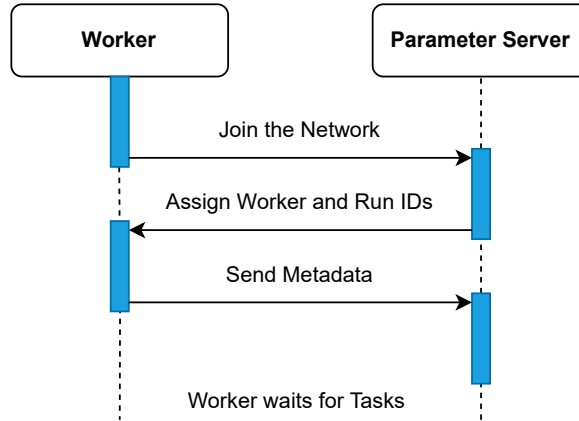 Worker
Parameter Server
Join the Network
Assign Worker and Run IDs
Send Metadata
Worker waits for Tasks